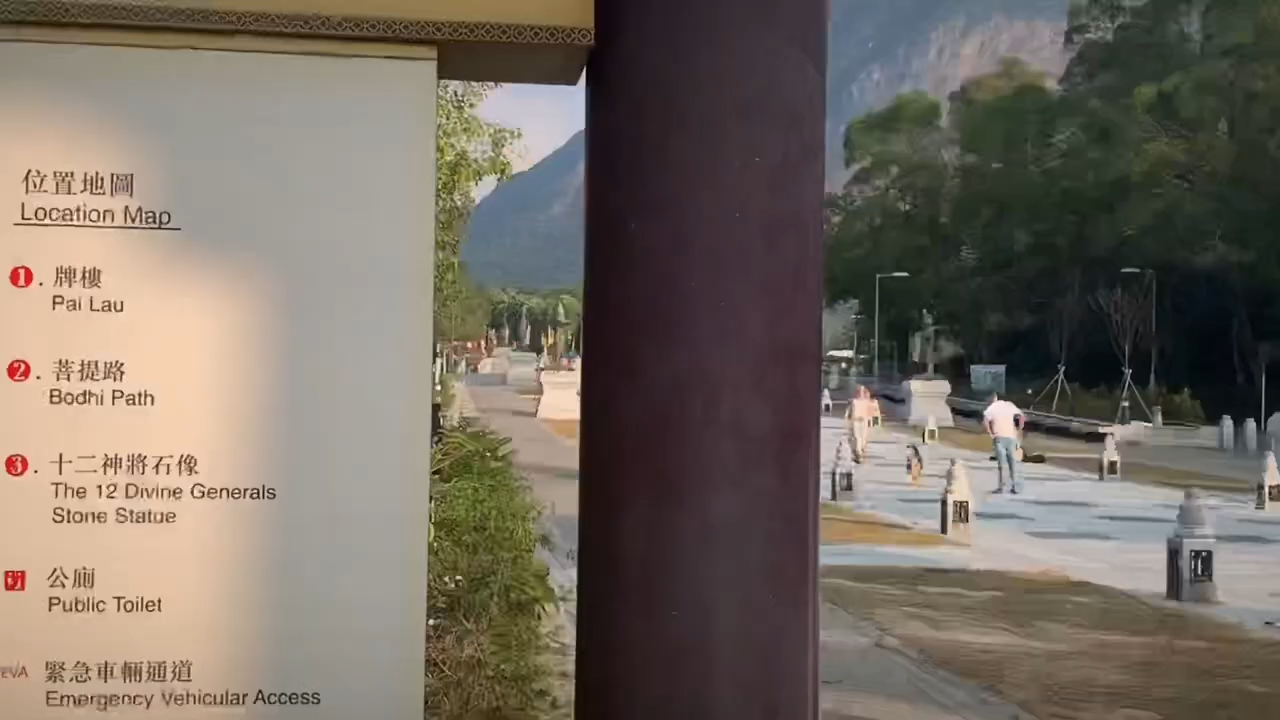 位置地圖
Location Map
1. 牌樓
Pai Lau
2. 菩提路
Bodhi Path
3. 十二神將石像
The 12 Divine Generals
Stone Statue
公廁
Public Toilet
EVA 緊急車輛通道
Emergency Vehicular Access